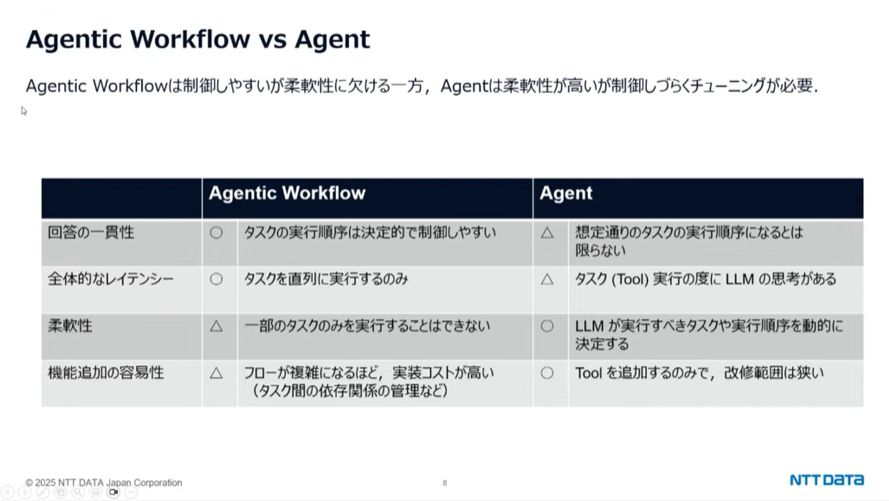 Agentic Workflow vs Agent
Agentic Workflowは制御しやすいが柔軟性に欠ける一方，Agentは柔軟性が高いが制御しづらくチューニングが必要．
Agentic Workflow
Agent
回答の一貫性
○
タスクの実行順序は決定的で制御しやすい
△
想定通りのタスクの実行順序になるとは
限らない
全体的なレイテンシー
○
タスクを直列に実行するのみ
△
タスク (Tool) 実行の度に LLM の思考がある
柔軟性
△
一部のタスクのみを実行することはできない
○
LLM が実行すべきタスクや実行順序を動的に
決定する
機能追加の容易性
△
フローが複雑になるほど，実装コストが高い
（タスク間の依存関係の管理など）
○
Tool を追加するのみで，改修範囲は狭い
© 2025 NTT DATA Japan Corporation
8
NTT DATA